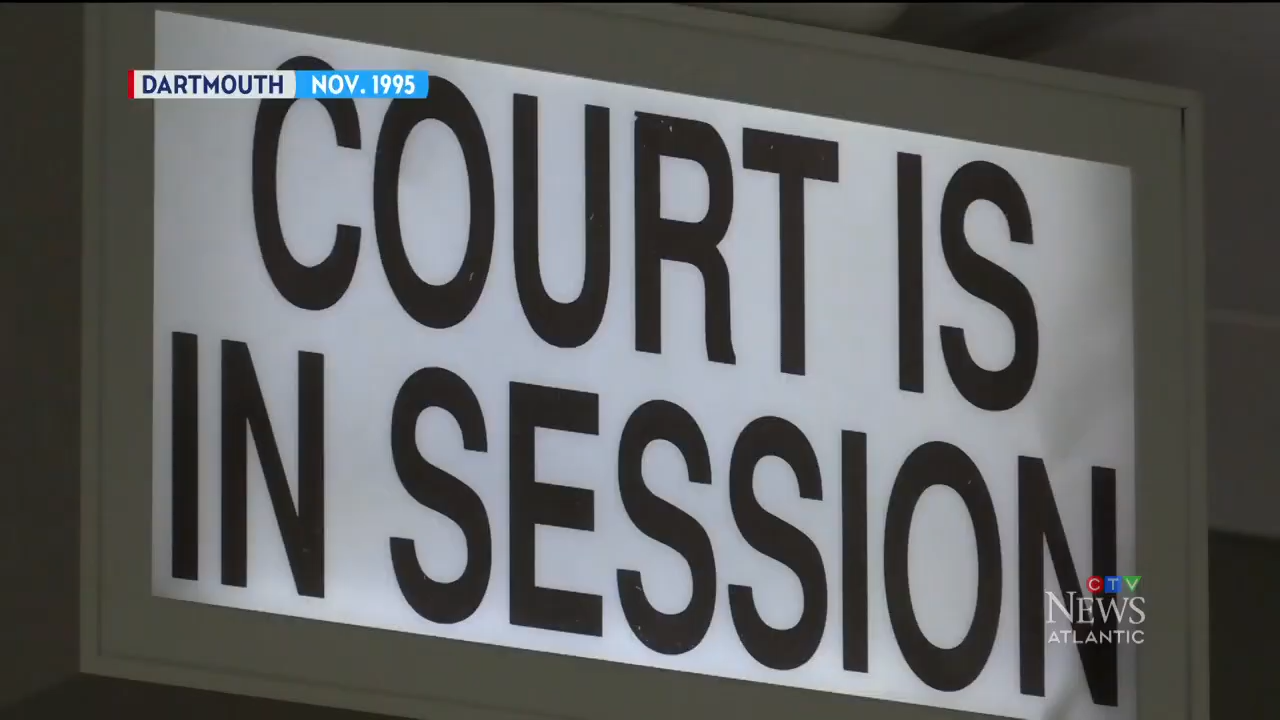 DARTMOUTH NOV. 1995
COURT IS
IN SESSION
CTV
NEWS
ATLANTIC